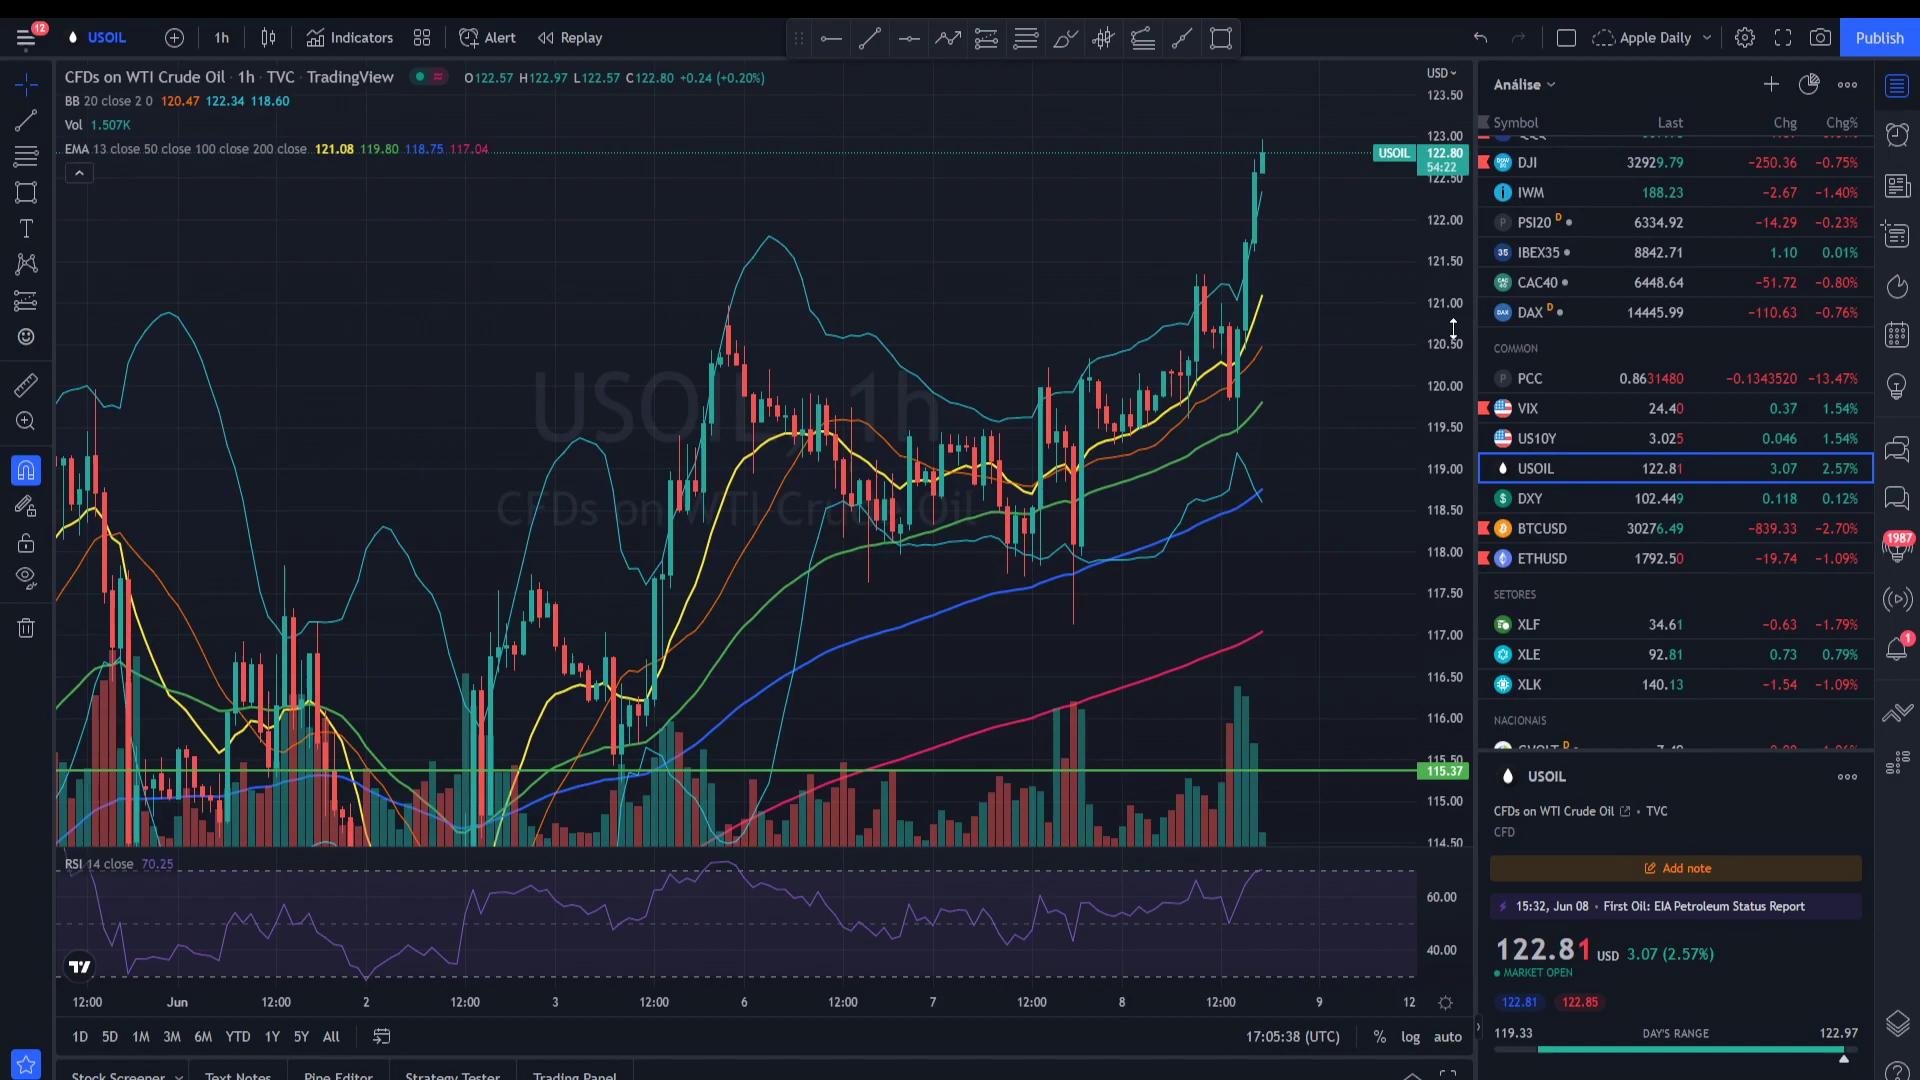 12
USOIL
1h
Indicators
Alert
Replay
Apple Daily
Publish
CFDs on WTI Crude Oil · 1h · TVC · TradingView
O122.57 H122.97 L122.57 C122.80 +0.24 (+0.20%)
BB 20 close 2 0 120.47 122.34 118.60
Vol 1.507K
EMA 13 close 50 close 100 close 200 close 121.08 119.80 118.75 117.04
USOIL, 1h
CFDs on WTI Crude Oil
USD
123.50
123.00
USOIL 122.80
54:22
122.50
122.00
121.50
121.00
120.50
120.00
119.50
119.00
118.50
118.00
117.50
117.00
116.50
116.00
115.50
115.37
115.00
114.50
RSI 14 close 70.25
60.00
40.00
12:00 Jun 12:00 2 12:00 3 12:00 6 12:00 7 12:00 8 12:00 9 12
1D 5D 1M 3M 6M YTD 1Y 5Y All
17:05:38 (UTC) % log auto
Stock Screener Text Notes Pine Editor Strategy Tester Trading Panel
Análise
Symbol Last Chg Chg%
DJI 32929.79 −250.36 −0.75%
IWM 188.23 −2.67 −1.40%
PSI20 D 6334.92 −14.29 −0.23%
IBEX35 8842.71 1.10 0.01%
CAC40 6448.64 −51.72 −0.80%
DAX D 14445.99 −110.63 −0.76%
COMMON
PCC 0.8631480 −0.1343520 −13.47%
VIX 24.40 0.37 1.54%
US10Y 3.025 0.046 1.54%
USOIL 122.81 3.07 2.57%
DXY 102.449 0.118 0.12%
BTCUSD 30276.49 −839.33 −2.70%
ETHUSD 1792.50 −19.74 −1.09%
SETORES
XLF 34.61 −0.63 −1.79%
XLE 92.81 0.73 0.79%
XLK 140.13 −1.54 −1.09%
NACIONAIS
USOIL
CFDs on WTI Crude Oil • TVC
CFD
Add note
15:32, Jun 08 · First Oil: EIA Petroleum Status Report
122.81 USD 3.07 (2.57%)
MARKET OPEN
122.81 122.85
119.33 DAY'S RANGE 122.97
1987
1